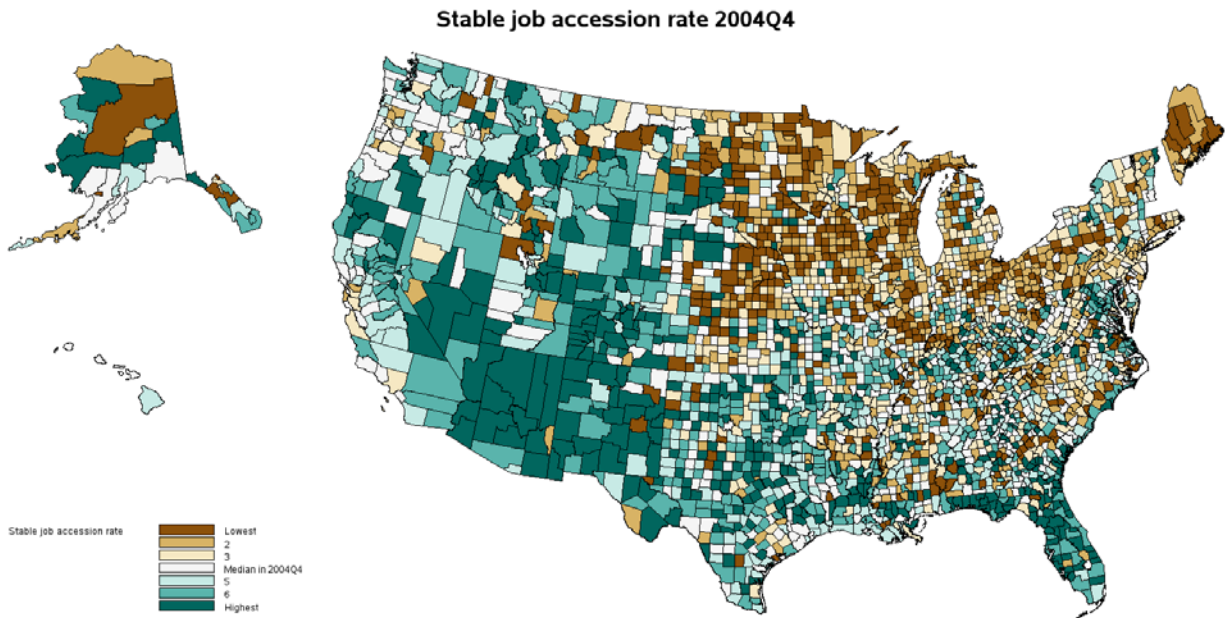 Stable job accession rate 2004Q4
Stable job accession rate
Lowest
2
3
Median in 2004Q4
5
6
Highest